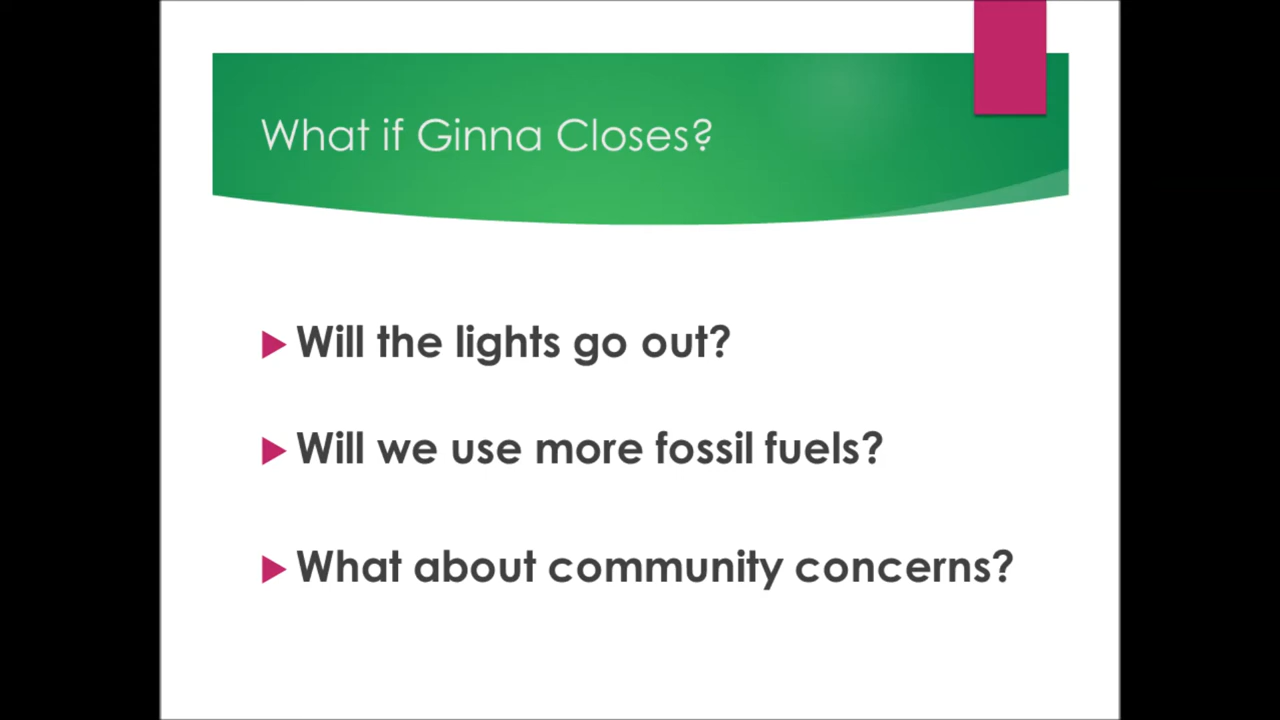 What if Ginna Closes?
Will the lights go out?
Will we use more fossil fuels?
What about community concerns?